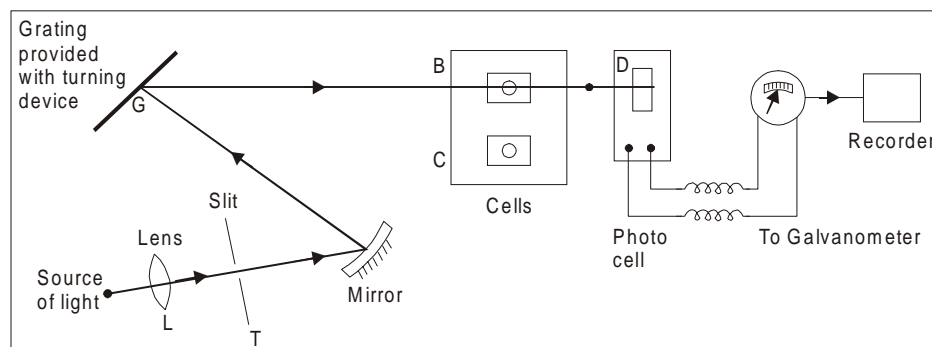 Grating
provided
with turning
device
G
B
C
Cells
D
Photo
cell
To Galvanometer
Recorder
Slit
Lens
Source
of light
L
T
Mirror